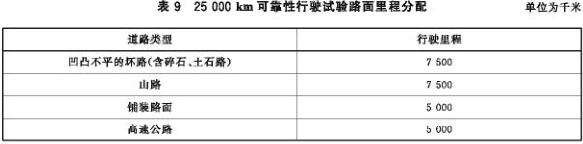 表 9 25 000 km 可靠性行驶试验路面里程分配 单位为千米
道路类型 行驶里程
凹凸不平的坏路(含碎石、土石路) 7 500
山路 7 500
铺装路面 5 000
高速公路 5 000